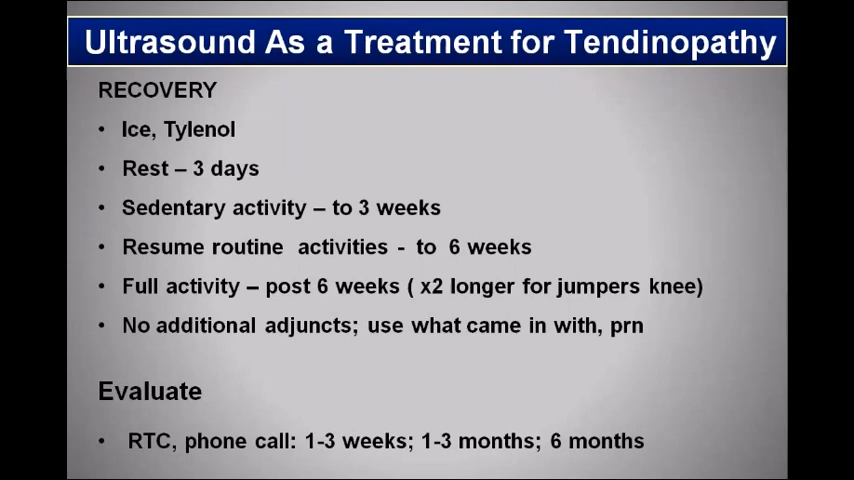 Ultrasound As a Treatment for Tendinopathy
RECOVERY
• Ice, Tylenol
• Rest – 3 days
• Sedentary activity – to 3 weeks
• Resume routine activities - to 6 weeks
• Full activity – post 6 weeks ( x2 longer for jumpers knee)
• No additional adjuncts; use what came in with, prn
Evaluate
• RTC, phone call: 1-3 weeks; 1-3 months; 6 months